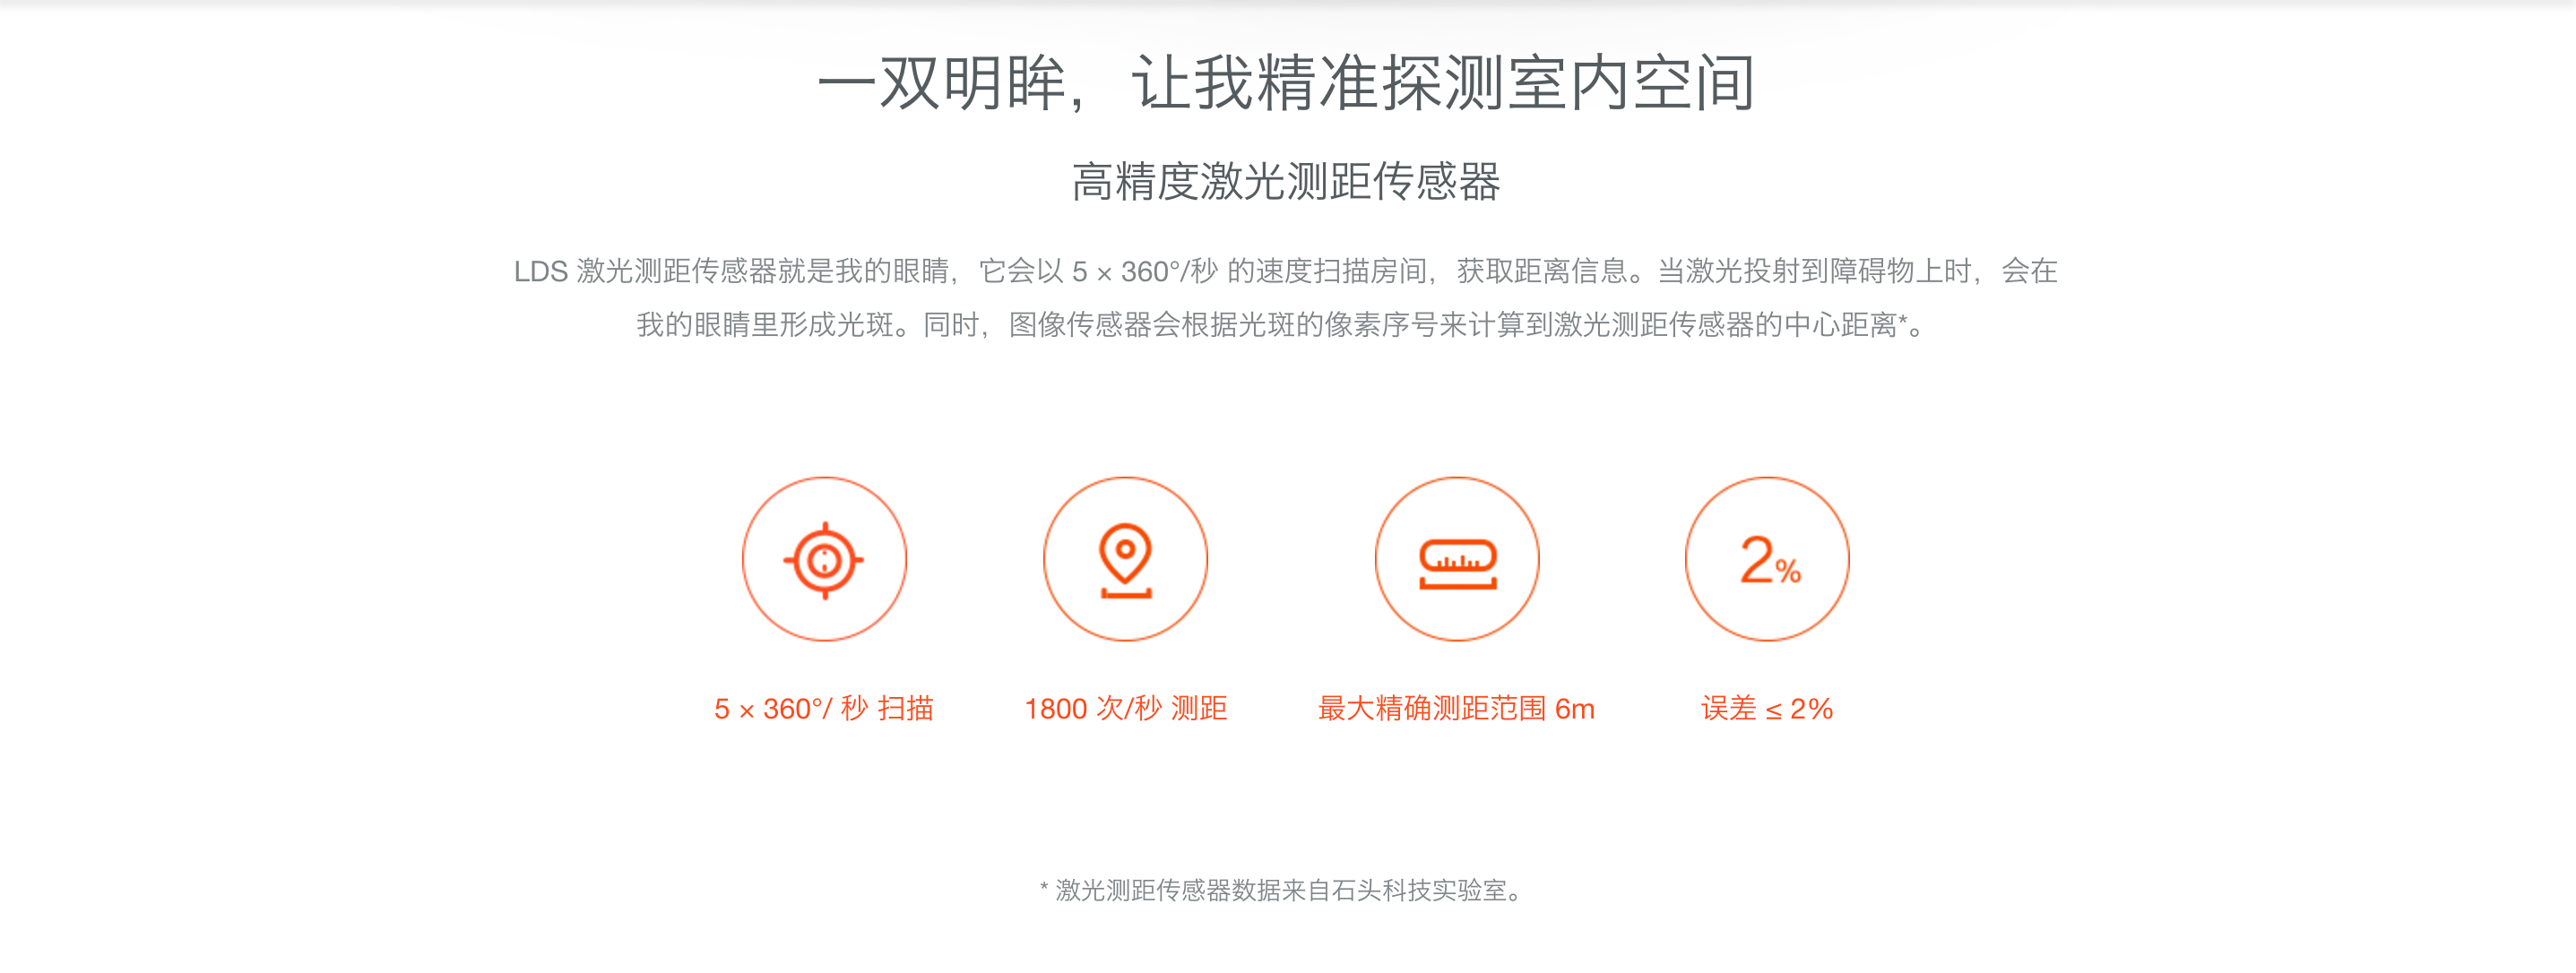 一双明眸，让我精准探测室内空间
高精度激光测距传感器
LDS 激光测距传感器就是我的眼睛，它会以 5 × 360°/秒 的速度扫描房间，获取距离信息。当激光投射到障碍物上时，会在
我的眼睛里形成光斑。同时，图像传感器会根据光斑的像素序号来计算到激光测距传感器的中心距离*。
2%
5 × 360°/ 秒 扫描
1800 次/秒 测距
最大精确测距范围 6m
误差 ≤ 2%
* 激光测距传感器数据来自石头科技实验室。